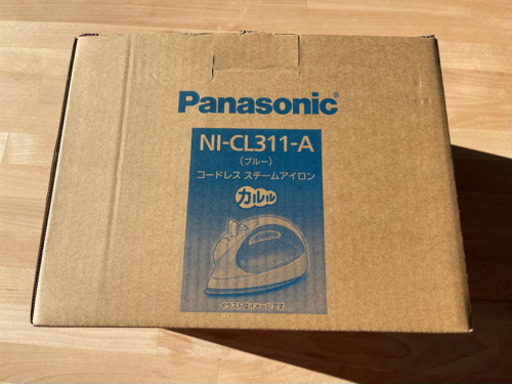 Panasonic
NI-CL311-A
(ブルー)
コードレス スチームアイロン
カルル
イラストはイメージです。